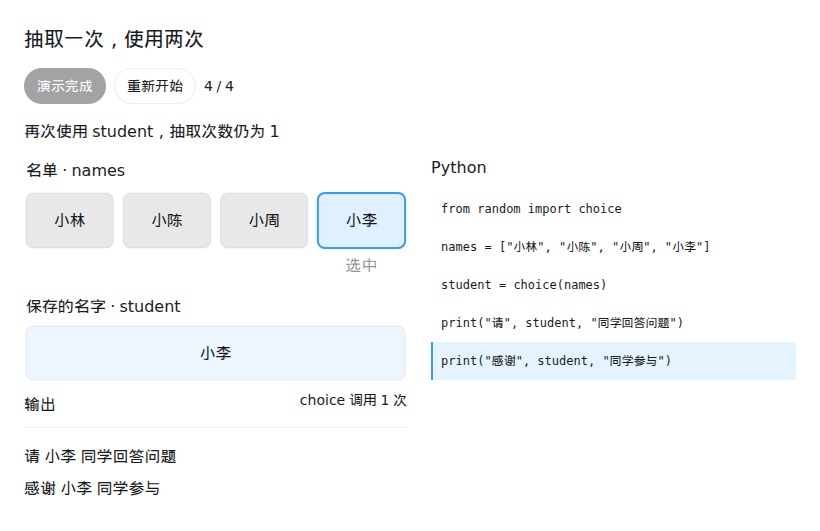 抽取一次，使用两次
演示完成 重新开始 4 / 4
再次使用 student，抽取次数仍为 1
名单 · names
小林 小陈 小周 小李
选中
保存的名字 · student
小李
输出 choice 调用 1 次
请 小李 同学回答问题
感谢 小李 同学参与
Python
from random import choice
names = ["小林", "小陈", "小周", "小李"]
student = choice(names)
print("请", student, "同学回答问题")
print("感谢", student, "同学参与")